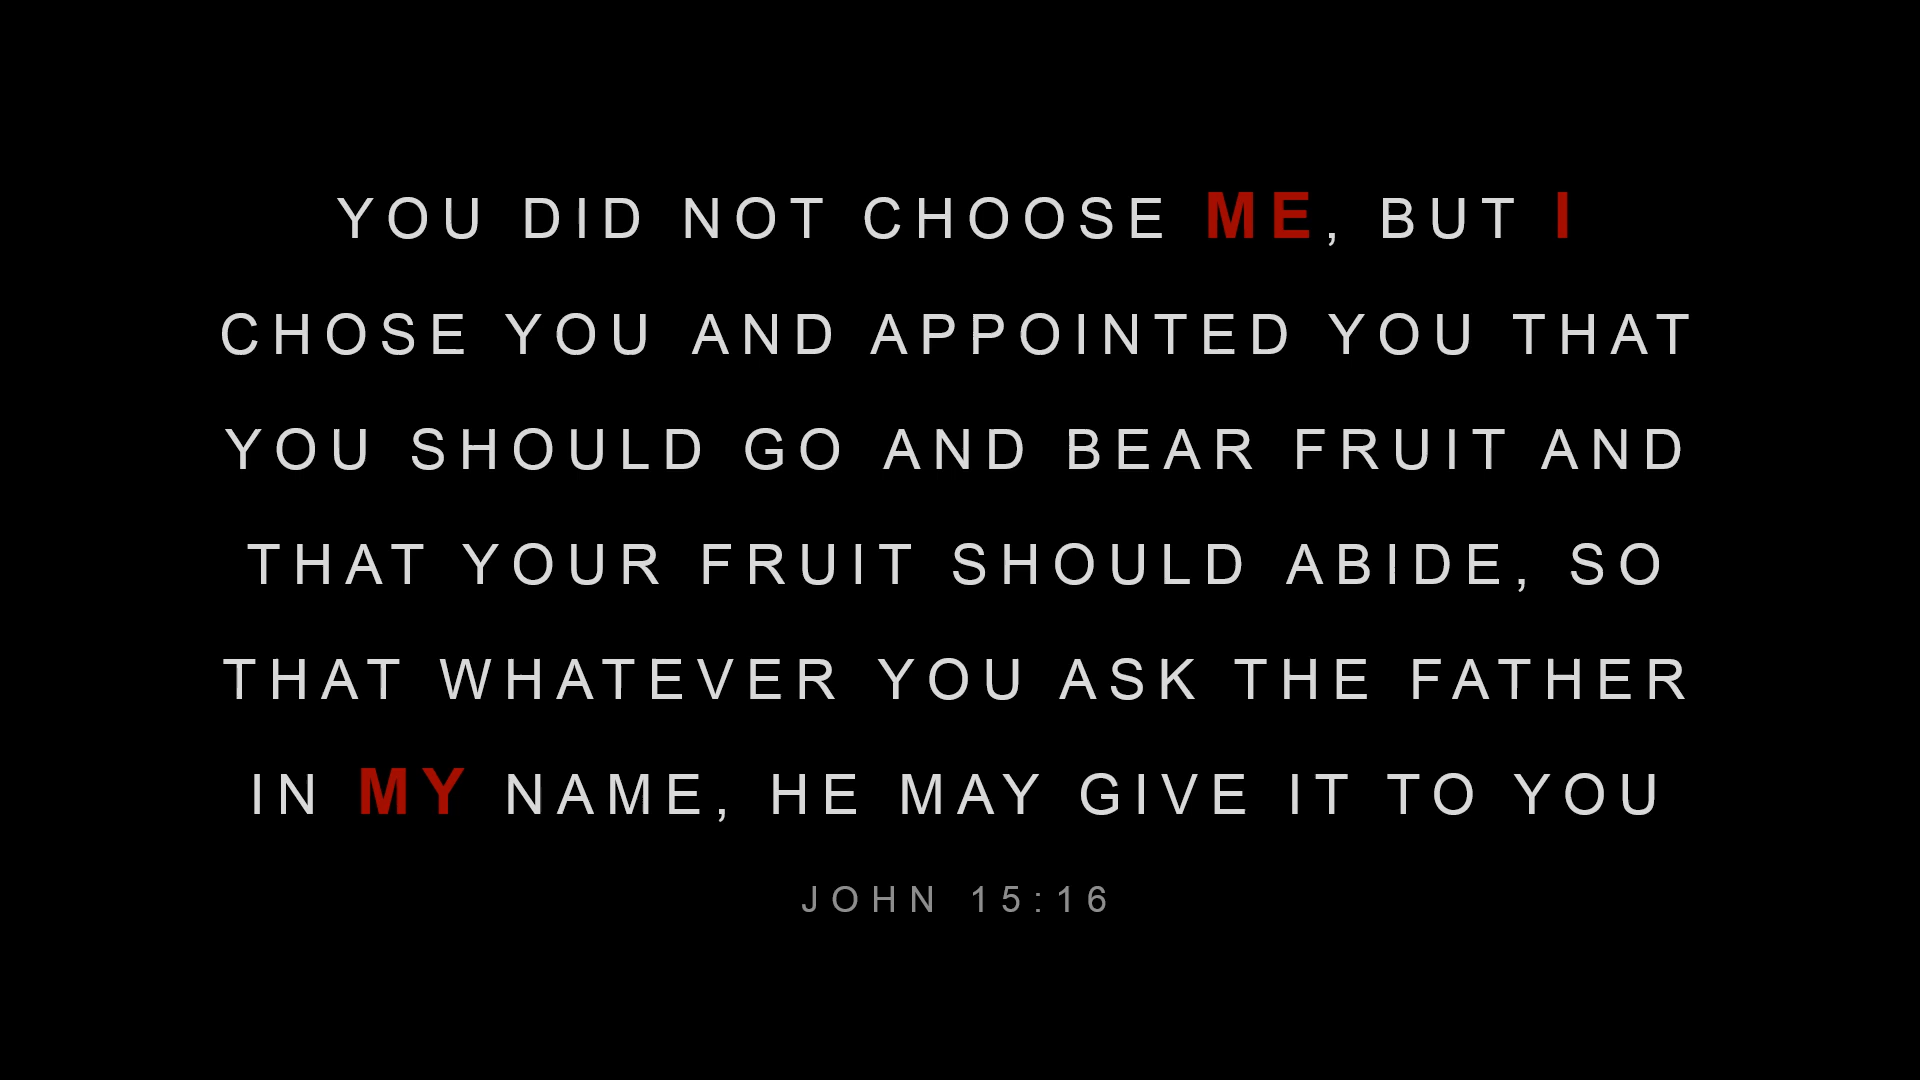 YOU DID NOT CHOOSE ME, BUT I
CHOSE YOU AND APPOINTED YOU THAT
YOU SHOULD GO AND BEAR FRUIT AND
THAT YOUR FRUIT SHOULD ABIDE, SO
THAT WHATEVER YOU ASK THE FATHER
IN MY NAME, HE MAY GIVE IT TO YOU
JOHN 15:16